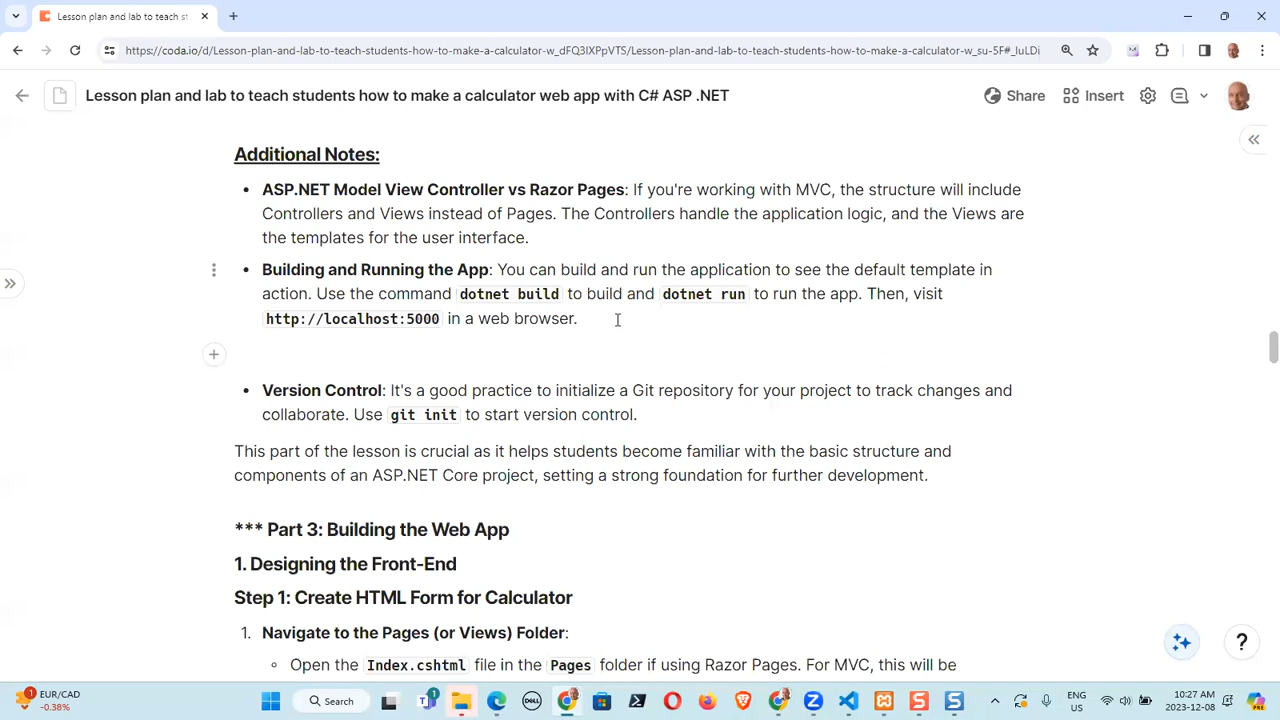 Lesson plan and lab to teach st
https://coda.io/d/Lesson-plan-and-lab-to-teach-students-how-to-make-a-calculator-w_dFQ3IXPpVTS/Lesson-plan-and-lab-to-teach-students-how-to-make-a-calculator-w_su-5F#_luLDi
Lesson plan and lab to teach students how to make a calculator web app with C# ASP .NET
Share
Insert
Additional Notes:
• ASP.NET Model View Controller vs Razor Pages: If you're working with MVC, the structure will include
Controllers and Views instead of Pages. The Controllers handle the application logic, and the Views are
the templates for the user interface.
• Building and Running the App: You can build and run the application to see the default template in
action. Use the command dotnet build to build and dotnet run to run the app. Then, visit
http://localhost:5000 in a web browser.
• Version Control: It's a good practice to initialize a Git repository for your project to track changes and
collaborate. Use git init to start version control.
This part of the lesson is crucial as it helps students become familiar with the basic structure and
components of an ASP.NET Core project, setting a strong foundation for further development.
*** Part 3: Building the Web App
1. Designing the Front-End
Step 1: Create HTML Form for Calculator
1. Navigate to the Pages (or Views) Folder:
◦ Open the Index.cshtml file in the Pages folder if using Razor Pages. For MVC, this will be
1
EUR/CAD
-0.38%
Search
1
DELL
ENG
US
10:27 AM
2023-12-08